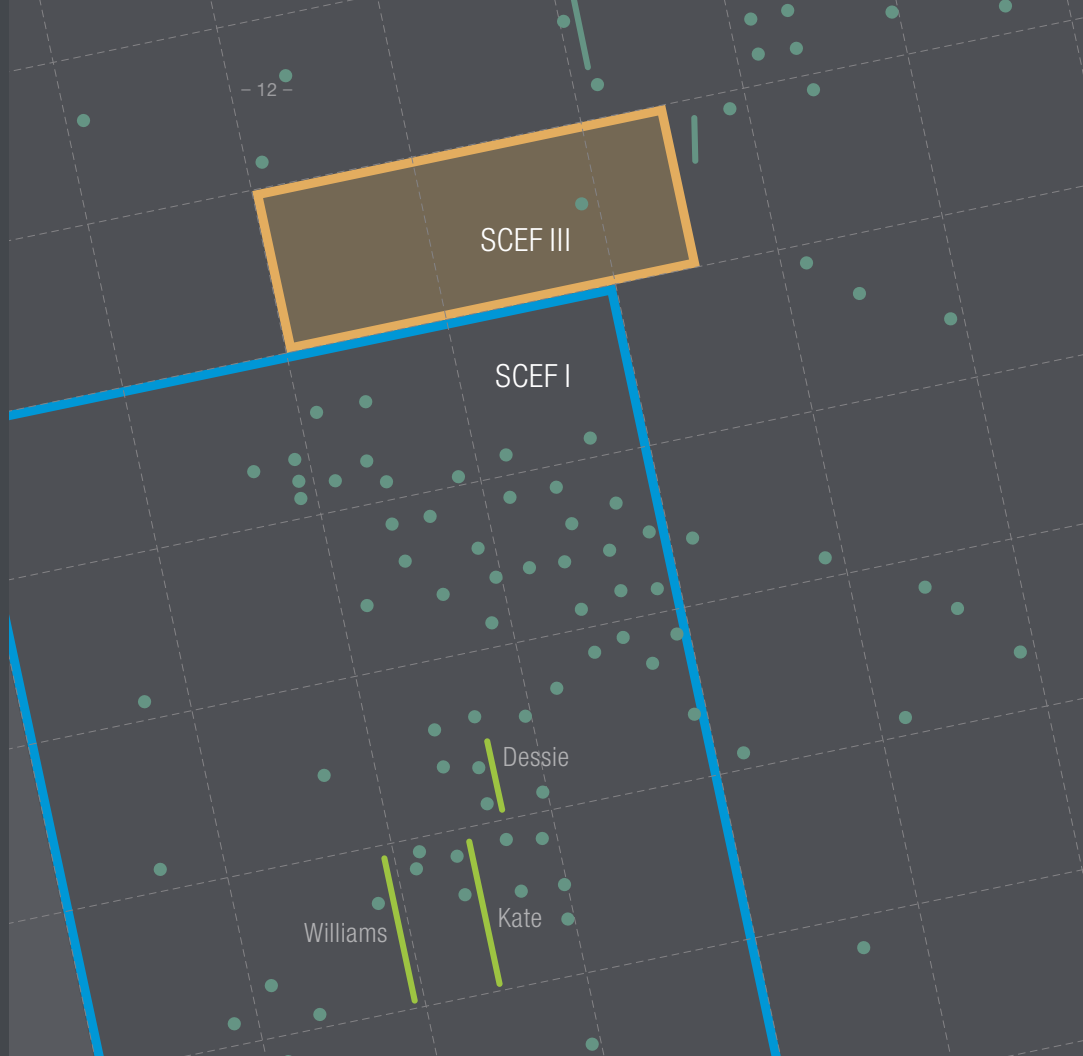 – 12 –
SCEF III
SCEF I
Dessie
Kate
Williams